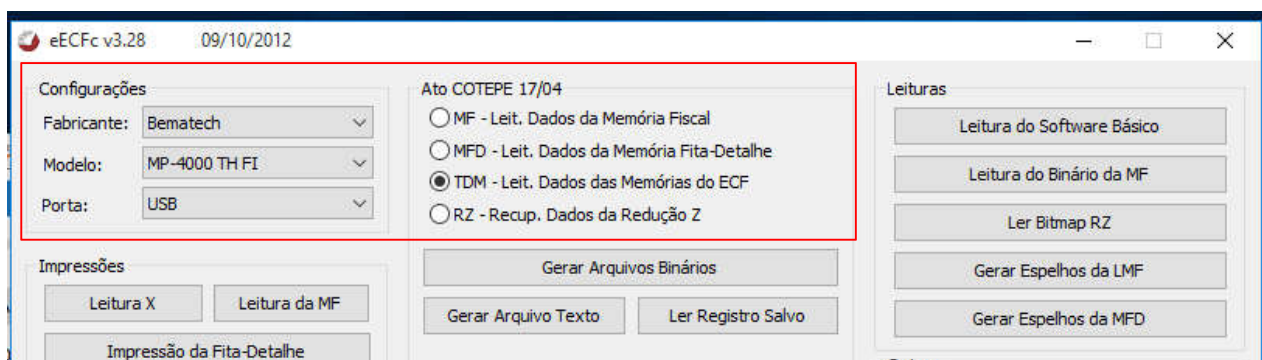 eECFc v3.28 09/10/2012
Configurações
Fabricante: Bematech
Modelo: MP-4000 TH FI
Porta: USB
Ato COTEPE 17/04
MF - Leit. Dados da Memória Fiscal
MFD - Leit. Dados da Memória Fita-Detalhe
TDM - Leit. Dados das Memórias do ECF
RZ - Recup. Dados da Redução Z
Leituras
Leitura do Software Básico
Leitura do Binário da MF
Ler Bitmap RZ
Gerar Espelhos da LMF
Gerar Espelhos da MFD
Impressões
Leitura X Leitura da MF
Impressão da Fita-Detalhe
Gerar Arquivos Binários
Gerar Arquivo Texto Ler Registro Salvo